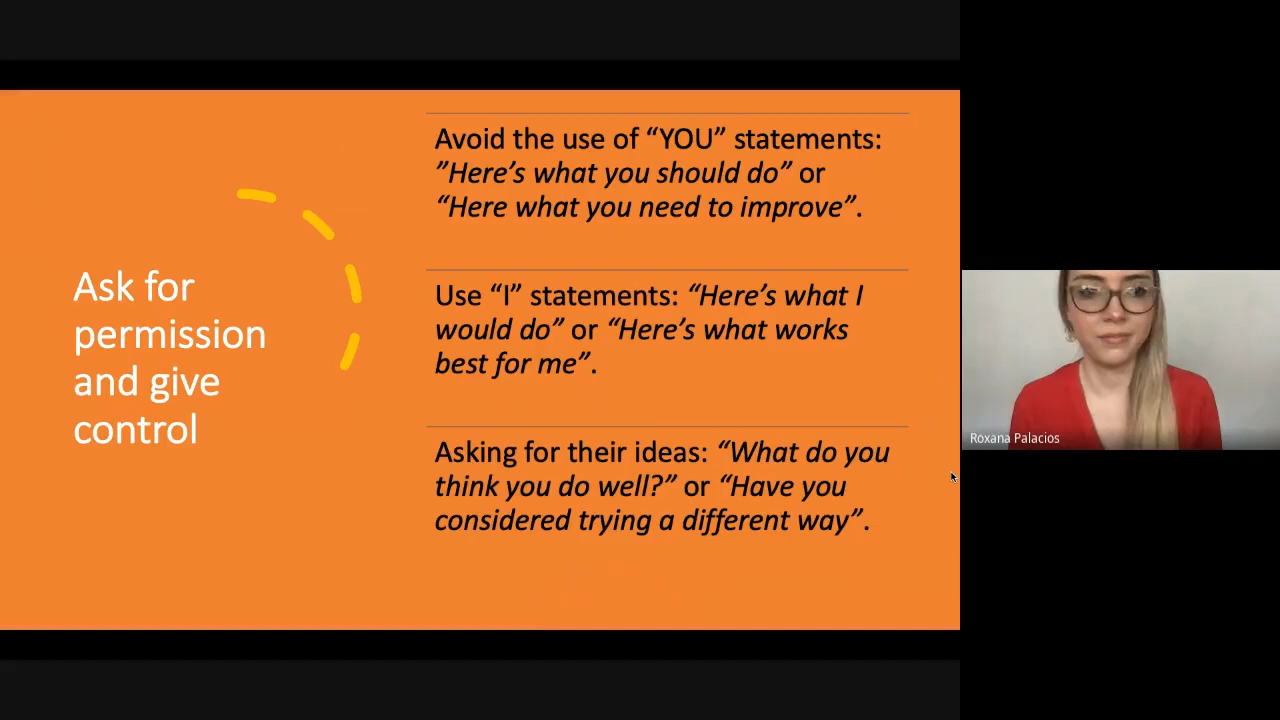 Ask for
permission
and give
control
Avoid the use of “YOU” statements:
”Here’s what you should do” or
“Here what you need to improve”.
Use “I” statements: “Here’s what I
would do” or “Here’s what works
best for me”.
Asking for their ideas: “What do you
think you do well?” or “Have you
considered trying a different way”.
Roxana Palacios